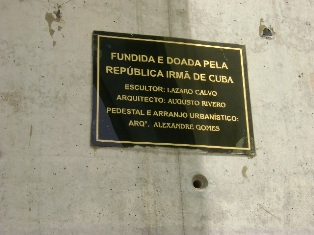 FUNDIDA E DOADA PELA
REPÚBLICA IRMÃ DE CUBA
ESCULTOR: LAZARO CALVO
ARQUITECTO: AUGUSTO RIVERO
PEDESTAL E ARRANJO URBANÍSTICO:
ARQº. ALEXANDRE GOMES